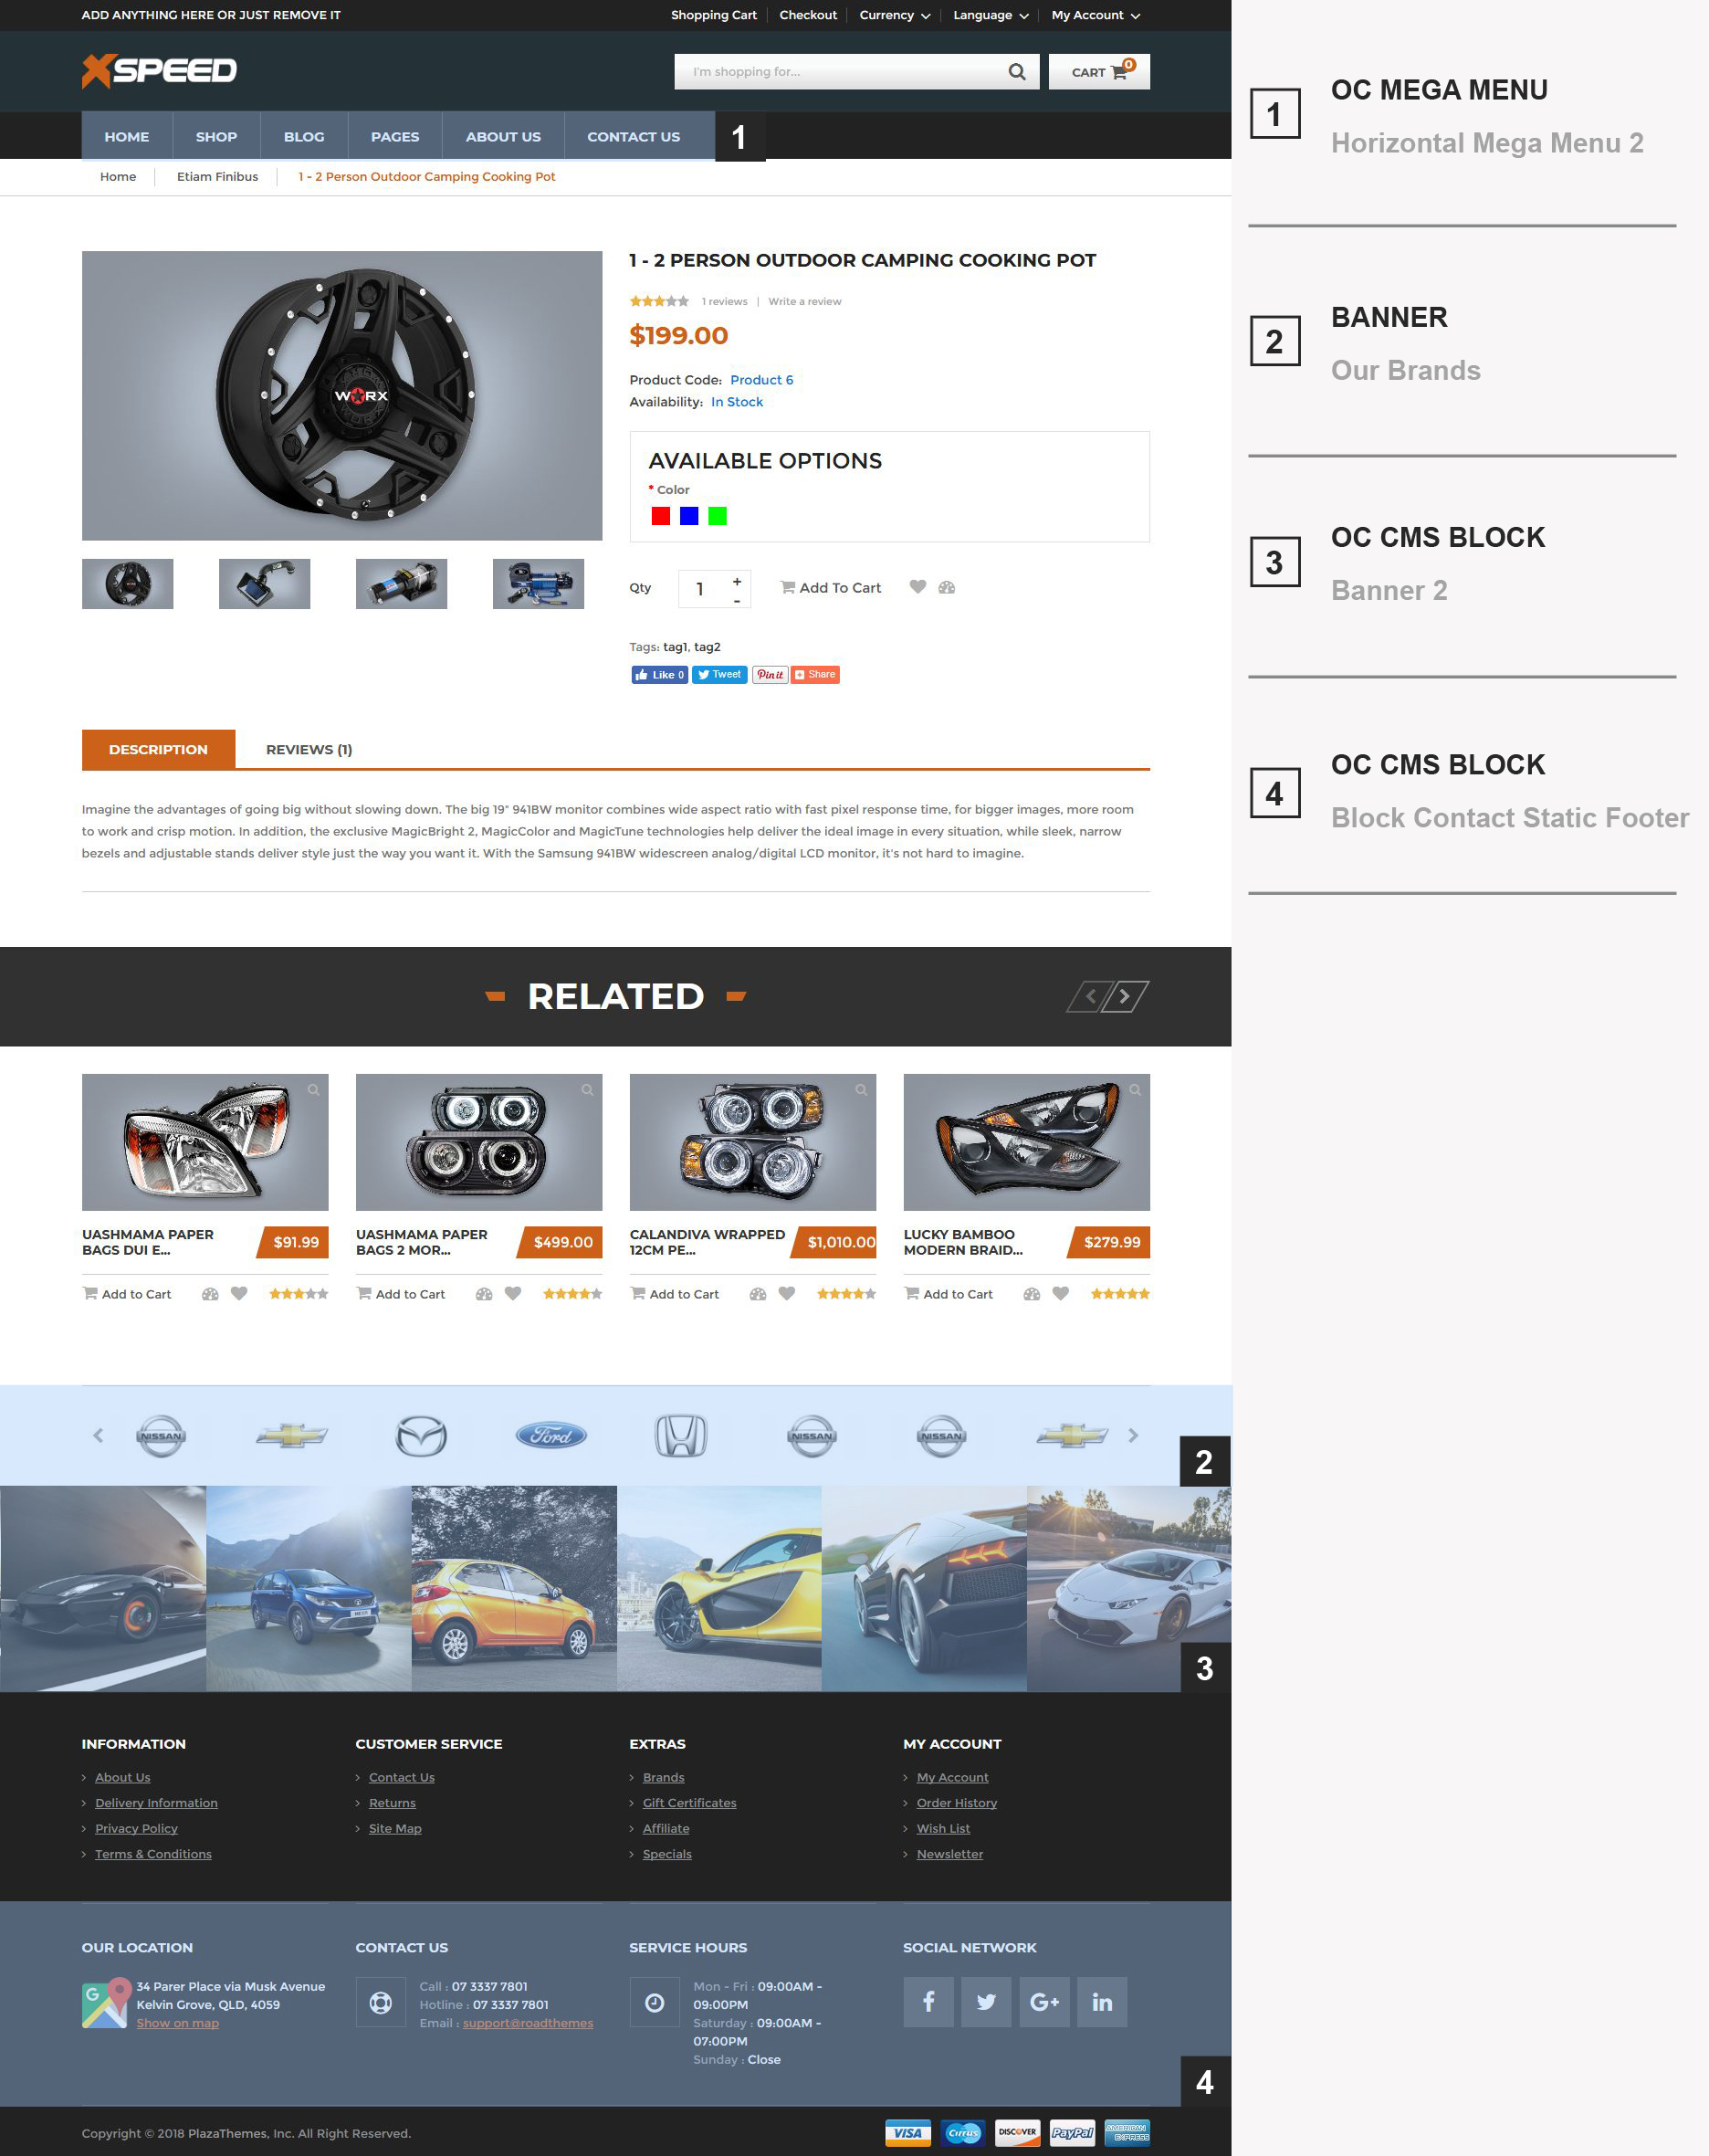 ADD ANYTHING HERE OR JUST REMOVE IT
Shopping Cart
Checkout
Currency
Language
My Account
XSPEED
I'm shopping for...
CART 0
HOME
SHOP
BLOG
PAGES
ABOUT US
CONTACT US
1
Home
Etiam Finibus
1 - 2 Person Outdoor Camping Cooking Pot
WORX
1 - 2 PERSON OUTDOOR CAMPING COOKING POT
1 reviews | Write a review
$199.00
Product Code: Product 6
Availability: In Stock
AVAILABLE OPTIONS
* Color
Qty
1
+
-
Add To Cart
Tags: tag1, tag2
Like 0
Tweet
Pin it
Share
DESCRIPTION
REVIEWS (1)
Imagine the advantages of going big without slowing down. The big 19" 941BW monitor combines wide aspect ratio with fast pixel response time, for bigger images, more room
to work and crisp motion. In addition, the exclusive MagicBright 2, MagicColor and MagicTune technologies help deliver the ideal image in every situation, while sleek, narrow
bezels and adjustable stands deliver style just the way you want it. With the Samsung 941BW widescreen analog/digital LCD monitor, it's not hard to imagine.
RELATED
UASHMAMA PAPER
BAGS DUI E...
$91.99
Add to Cart
UASHMAMA PAPER
BAGS 2 MOR...
$499.00
Add to Cart
CALANDIVA WRAPPED
12CM PE...
$1,010.00
Add to Cart
LUCKY BAMBOO
MODERN BRAID...
$279.99
Add to Cart
NISSAN
Ford
NISSAN
NISSAN
2
3
INFORMATION
About Us
Delivery Information
Privacy Policy
Terms & Conditions
CUSTOMER SERVICE
Contact Us
Returns
Site Map
EXTRAS
Brands
Gift Certificates
Affiliate
Specials
MY ACCOUNT
My Account
Order History
Wish List
Newsletter
OUR LOCATION
G
34 Parer Place via Musk Avenue
Kelvin Grove, QLD, 4059
Show on map
CONTACT US
Call : 07 3337 7801
Hotline : 07 3337 7801
Email : support@roadthemes
SERVICE HOURS
Mon - Fri : 09:00AM -
09:00PM
Saturday : 09:00AM -
07:00PM
Sunday : Close
SOCIAL NETWORK
f
G+
in
4
Copyright © 2018 PlazaThemes, Inc. All Right Reserved.
VISA
Cirrus
DISCOVER
PayPal
AMERICAN
EXPRESS
1
OC MEGA MENU
Horizontal Mega Menu 2
2
BANNER
Our Brands
3
OC CMS BLOCK
Banner 2
4
OC CMS BLOCK
Block Contact Static Footer